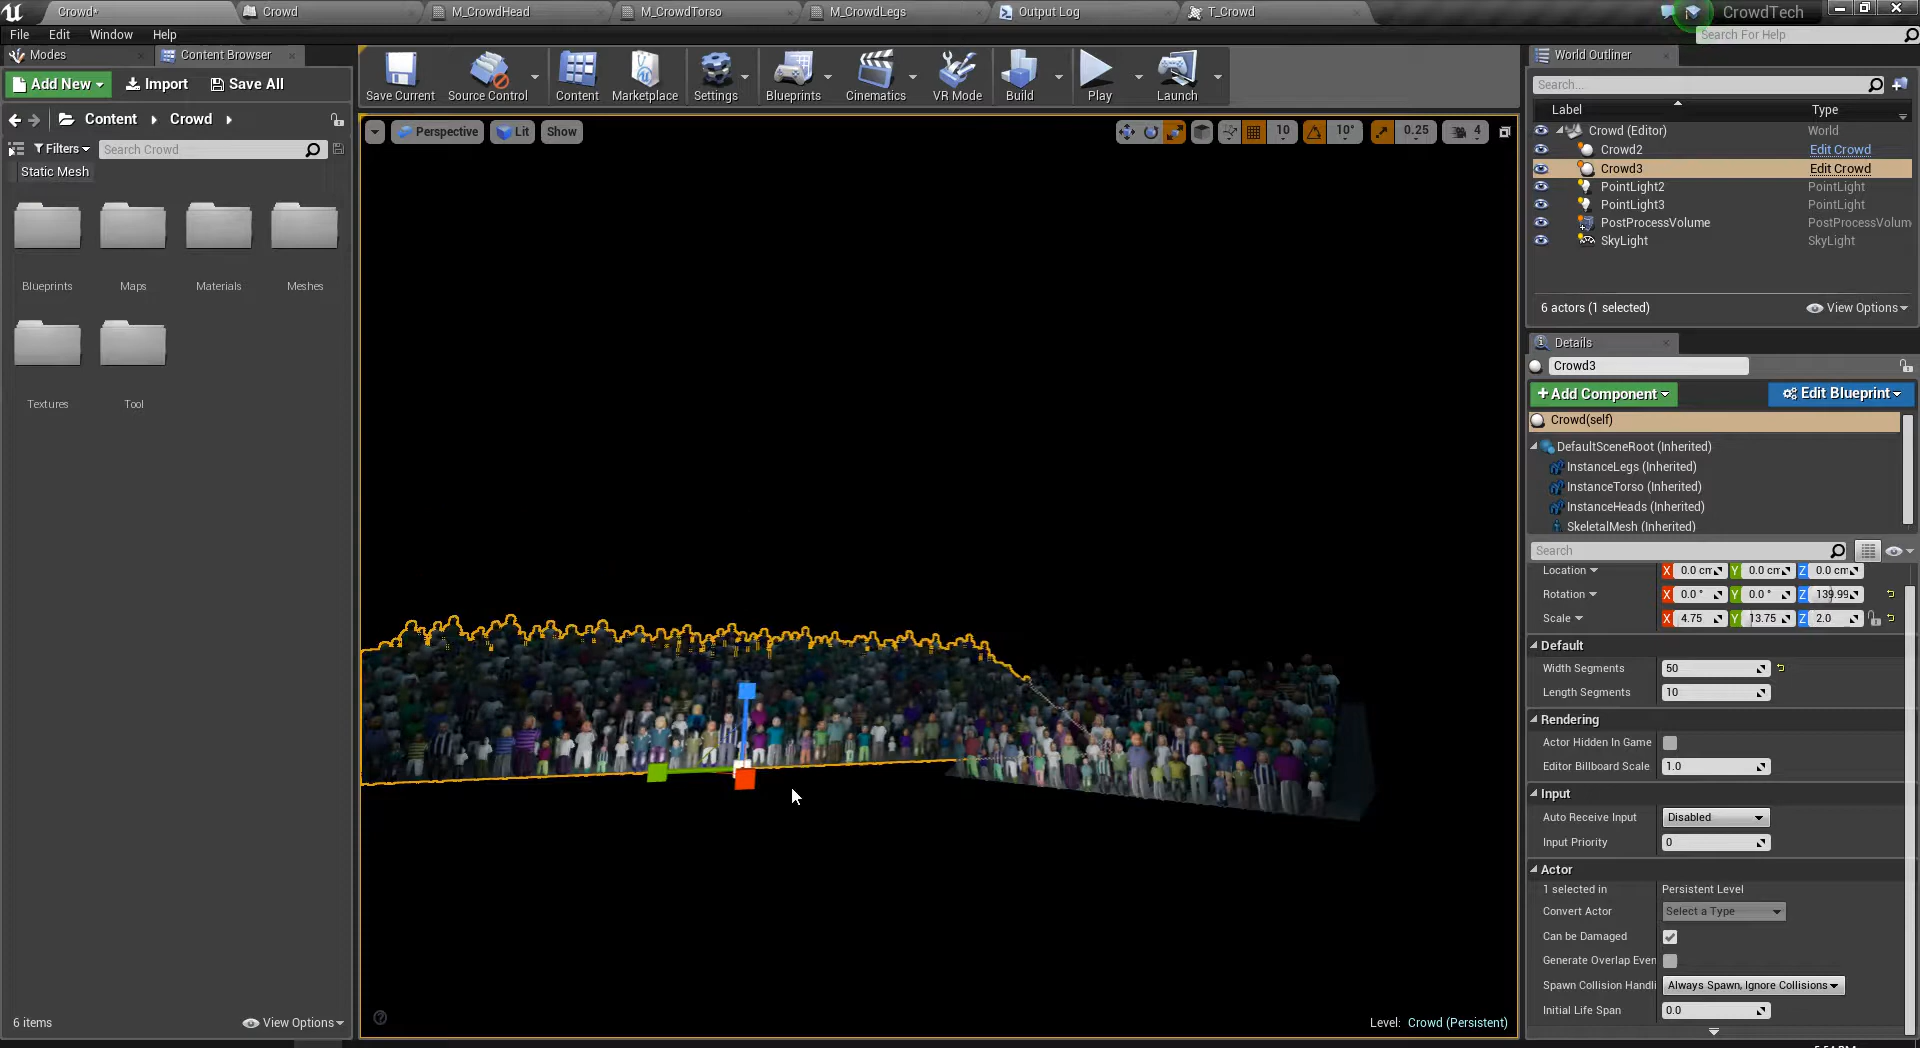 Crowd*
Crowd
M_CrowdHead
M_CrowdTorso
M_CrowdLegs
Output Log
T_Crowd
CrowdTech
File Edit Window Help
Search For Help
Modes
Content Browser
Add New
Import
Save All
Content
Crowd
Filters
Search Crowd
Static Mesh
Blueprints
Maps
Materials
Meshes
Textures
Tool
6 items
View Options
Save Current
Source Control
Content
Marketplace
Settings
Blueprints
Cinematics
VR Mode
Build
Play
Launch
Perspective
Lit
Show
10
10°
0.25
4
Level: Crowd (Persistent)
World Outliner
Search...
Label Type
Crowd (Editor) World
Crowd2 Edit Crowd
Crowd3 Edit Crowd
PointLight2 PointLight
PointLight3 PointLight
PostProcessVolume PostProcessVolum
SkyLight SkyLight
6 actors (1 selected)
View Options
Details
Crowd3
+Add Component
Edit Blueprint
Crowd(self)
DefaultSceneRoot (Inherited)
InstanceLegs (Inherited)
InstanceTorso (Inherited)
InstanceHeads (Inherited)
SkeletalMesh (Inherited)
Search
Location X 0.0 cm Y 0.0 cm Z 0.0 cm
Rotation X 0.0 ° Y 0.0 ° Z 139.99
Scale X 4.75 Y 13.75 Z 2.0
Default
Width Segments 50
Length Segments 10
Rendering
Actor Hidden In Game
Editor Billboard Scale 1.0
Input
Auto Receive Input Disabled
Input Priority 0
Actor
1 selected in Persistent Level
Convert Actor Select a Type
Can be Damaged
Generate Overlap Even
Spawn Collision Handli Always Spawn, Ignore Collisions
Initial Life Span 0.0